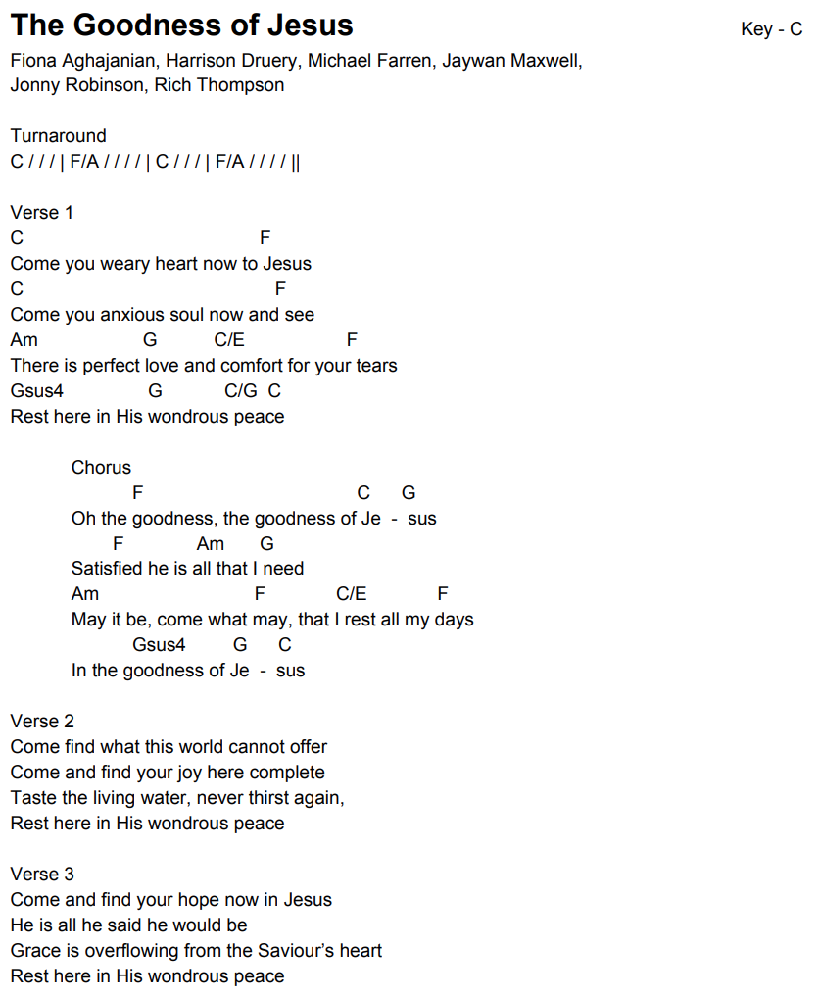 The Goodness of Jesus Key - C
Fiona Aghajanian, Harrison Druery, Michael Farren, Jaywan Maxwell,
Jonny Robinson, Rich Thompson
Turnaround
C / / / | F/A / / / / | C / / / | F/A / / / / ||
Verse 1
C F
Come you weary heart now to Jesus
C F
Come you anxious soul now and see
Am G C/E F
There is perfect love and comfort for your tears
Gsus4 G C/G C
Rest here in His wondrous peace
Chorus
F C G
Oh the goodness, the goodness of Je - sus
F Am G
Satisfied he is all that I need
Am F C/E F
May it be, come what may, that I rest all my days
Gsus4 G C
In the goodness of Je - sus
Verse 2
Come find what this world cannot offer
Come and find your joy here complete
Taste the living water, never thirst again,
Rest here in His wondrous peace
Verse 3
Come and find your hope now in Jesus
He is all he said he would be
Grace is overflowing from the Saviour's heart
Rest here in His wondrous peace